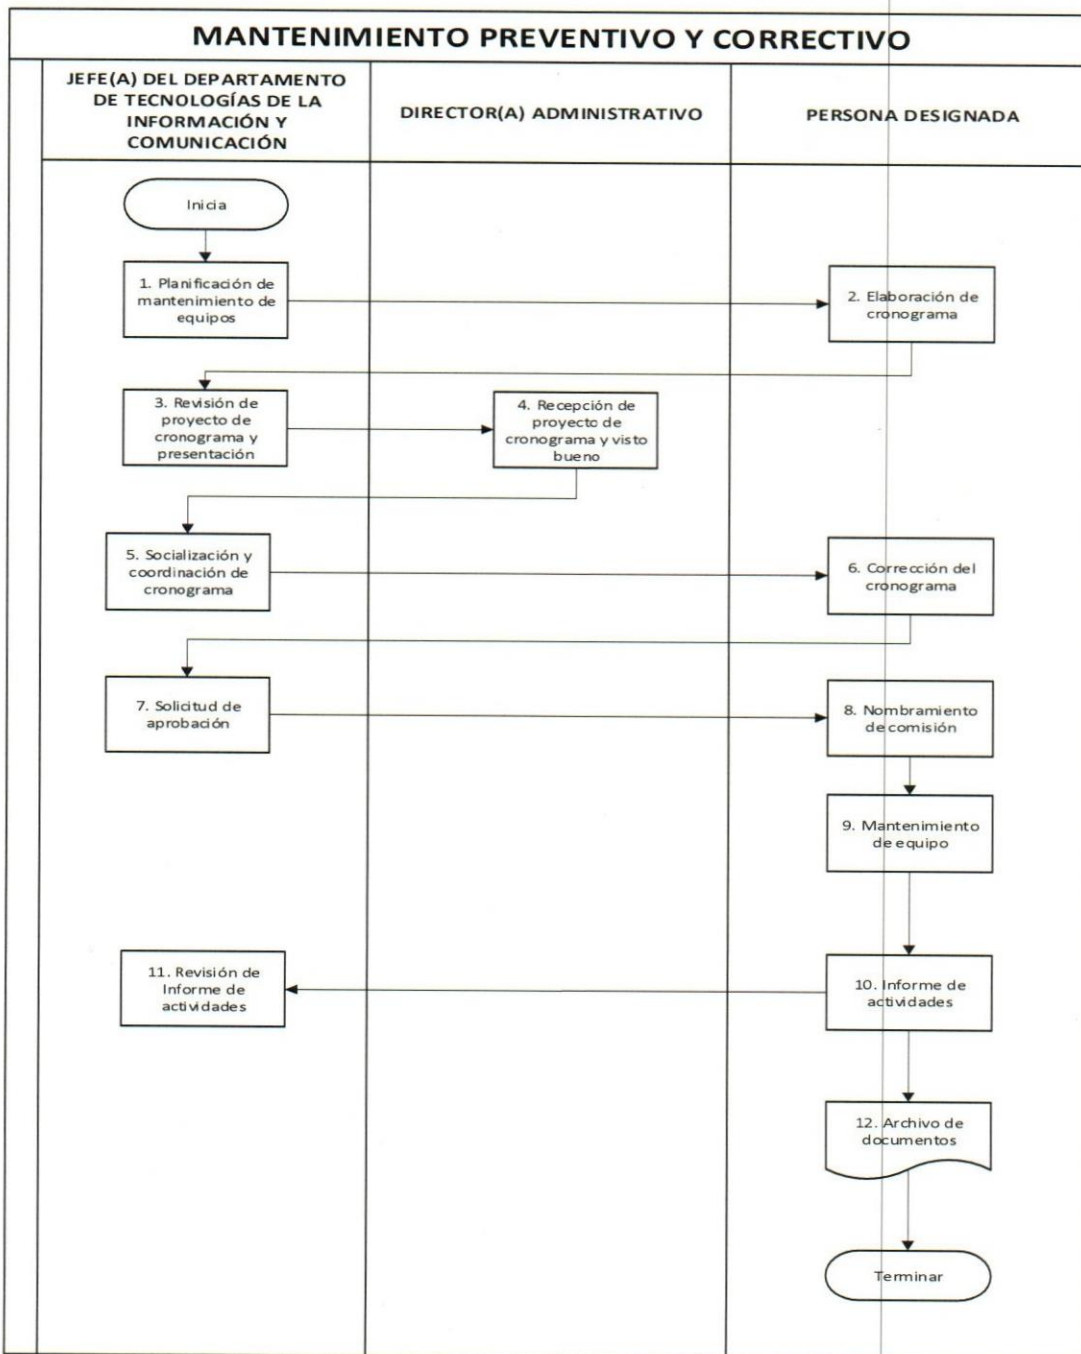 MANTENIMIENTO PREVENTIVO Y CORRECTIVO
JEFE(A) DEL DEPARTAMENTO
DE TECNOLOGÍAS DE LA
INFORMACIÓN Y
COMUNICACIÓN
DIRECTOR(A) ADMINISTRATIVO
PERSONA DESIGNADA
Inicia
1. Planificación de
mantenimiento de
equipos
2. Elaboración de
cronograma
3. Revisión de
proyecto de
cronograma y
presentación
4. Recepción de
proyecto de
cronograma y visto
bueno
5. Socialización y
coordinación de
cronograma
6. Corrección del
cronograma
7. Solicitud de
aprobación
8. Nombramiento
de comisión
9. Mantenimiento
de equipo
10. Informe de
actividades
11. Revisión de
Informe de
actividades
12. Archivo de
documentos
Terminar